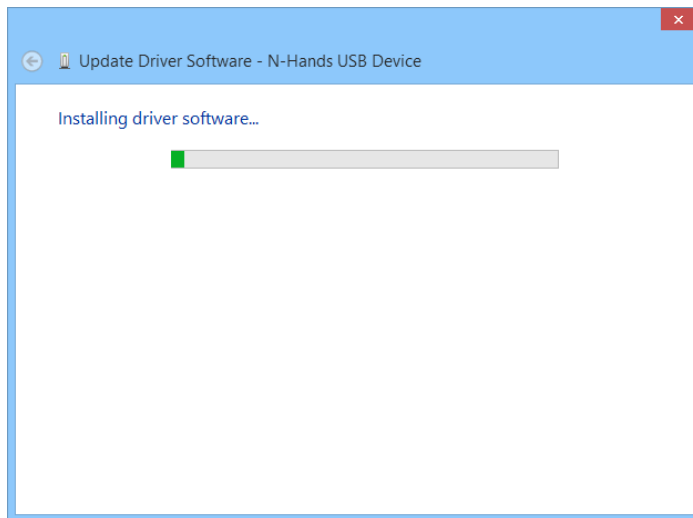 Update Driver Software - N-Hands USB Device
Installing driver software...